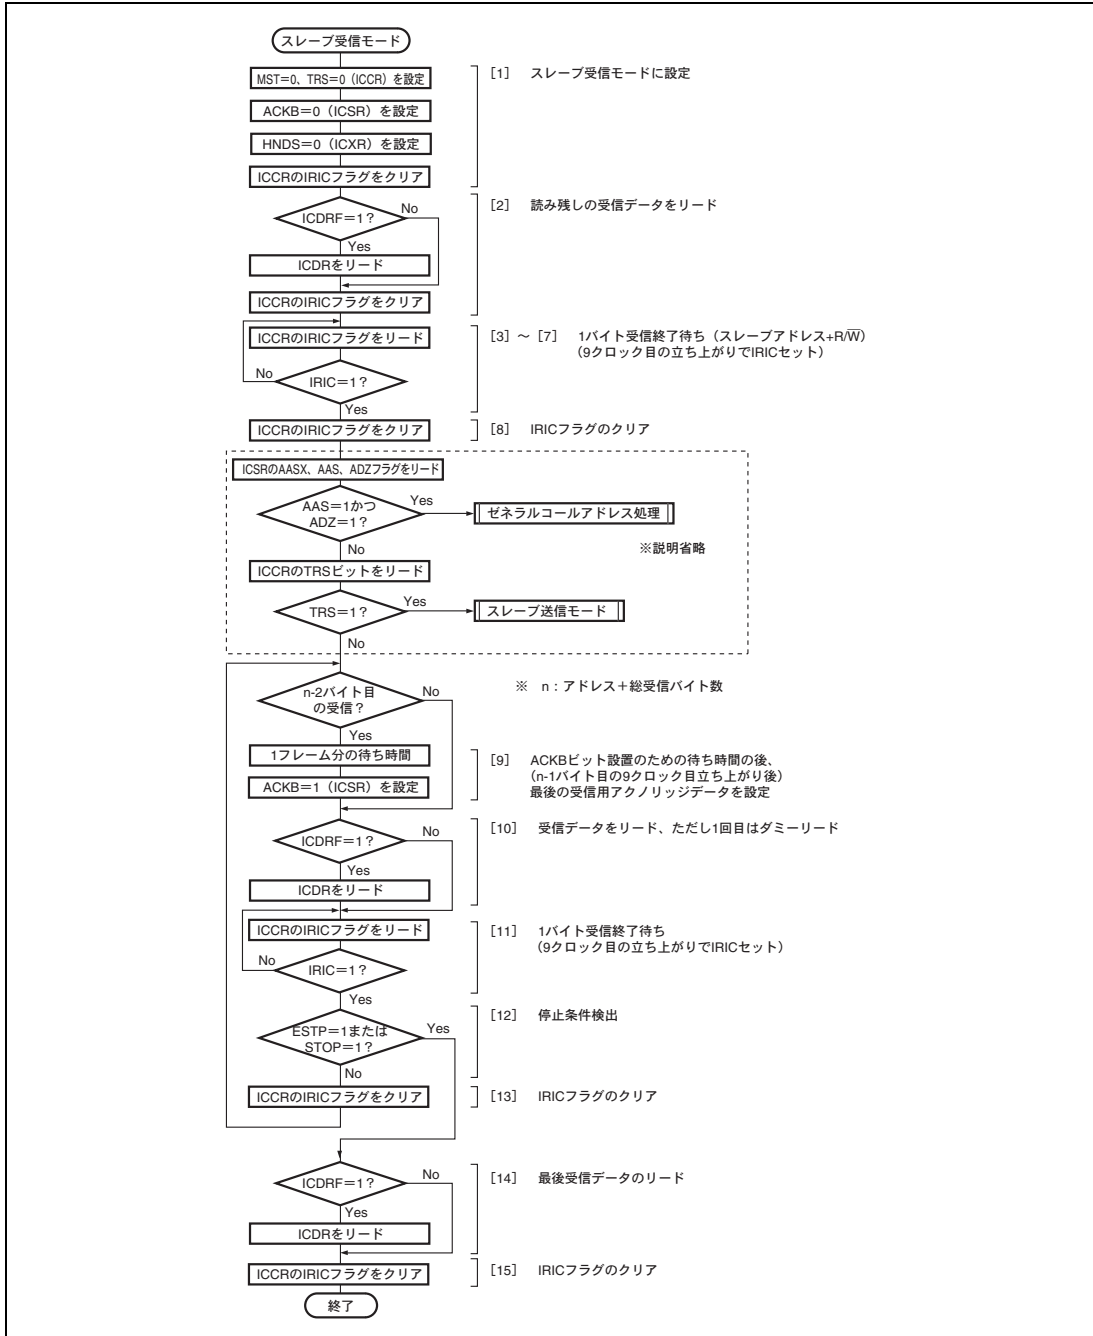 スレーブ受信モード
MST=0、TRS=0（ICCR）を設定
[1] スレーブ受信モードに設定
ACKB=0（ICSR）を設定
HNDS=0（ICXR）を設定
ICCRのIRICフラグをクリア
ICDRF=1？
No
[2] 読み残しの受信データをリード
Yes
ICDRをリード
ICCRのIRICフラグをクリア
ICCRのIRICフラグをリード
[3]～[7] 1バイト受信終了待ち（スレーブアドレス+R/W̅）
（9クロック目の立ち上がりでIRICセット）
No
IRIC=1？
Yes
ICCRのIRICフラグをクリア
[8] IRICフラグのクリア
ICSRのAASX、AAS、ADZフラグをリード
AAS=1かつ
ADZ=1？
Yes
ゼネラルコールアドレス処理
※説明省略
No
ICCRのTRSビットをリード
TRS=1？
Yes
スレーブ送信モード
No
n-2バイト目
の受信？
No
※ n：アドレス＋総受信バイト数
Yes
1フレーム分の待ち時間
ACKB=1（ICSR）を設定
[9] ACKBビット設置のための待ち時間の後、
（n-1バイト目の9クロック目立ち上がり後）
最後の受信用アクノリッジデータを設定
ICDRF=1？
No
[10] 受信データをリード、ただし1回目はダミーリード
Yes
ICDRをリード
ICCRのIRICフラグをリード
[11] 1バイト受信終了待ち
（9クロック目の立ち上がりでIRICセット）
No
IRIC=1？
Yes
[12] 停止条件検出
ESTP=1または
STOP=1？
Yes
No
ICCRのIRICフラグをクリア
[13] IRICフラグのクリア
ICDRF=1？
No
[14] 最後受信データのリード
Yes
ICDRをリード
ICCRのIRICフラグをクリア
[15] IRICフラグのクリア
終了